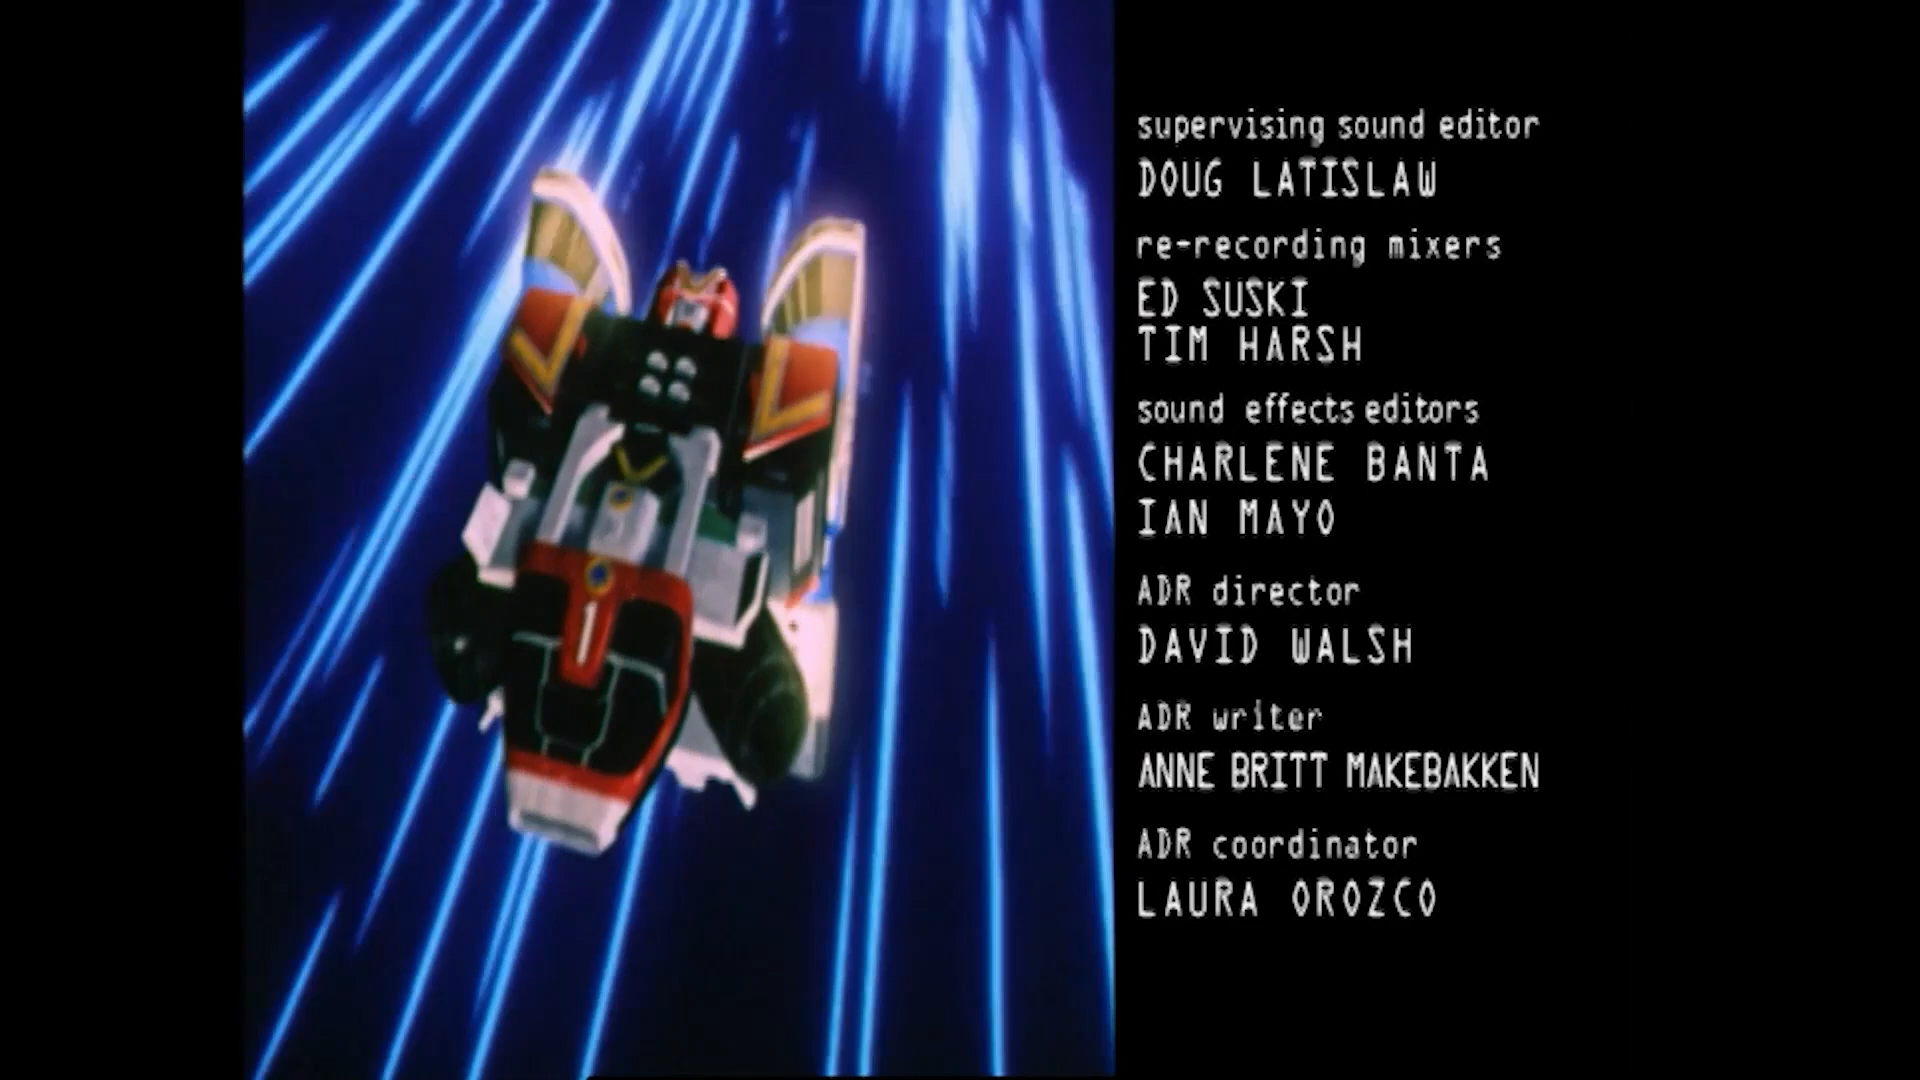 supervising sound editor
DOUG LATISLAW
re-recording mixers
ED SUSKI
TIM HARSH
sound effects editors
CHARLENE BANTA
IAN MAYO
ADR director
DAVID WALSH
ADR writer
ANNE BRITT MAKEBAKKEN
ADR coordinator
LAURA OROZCO
1